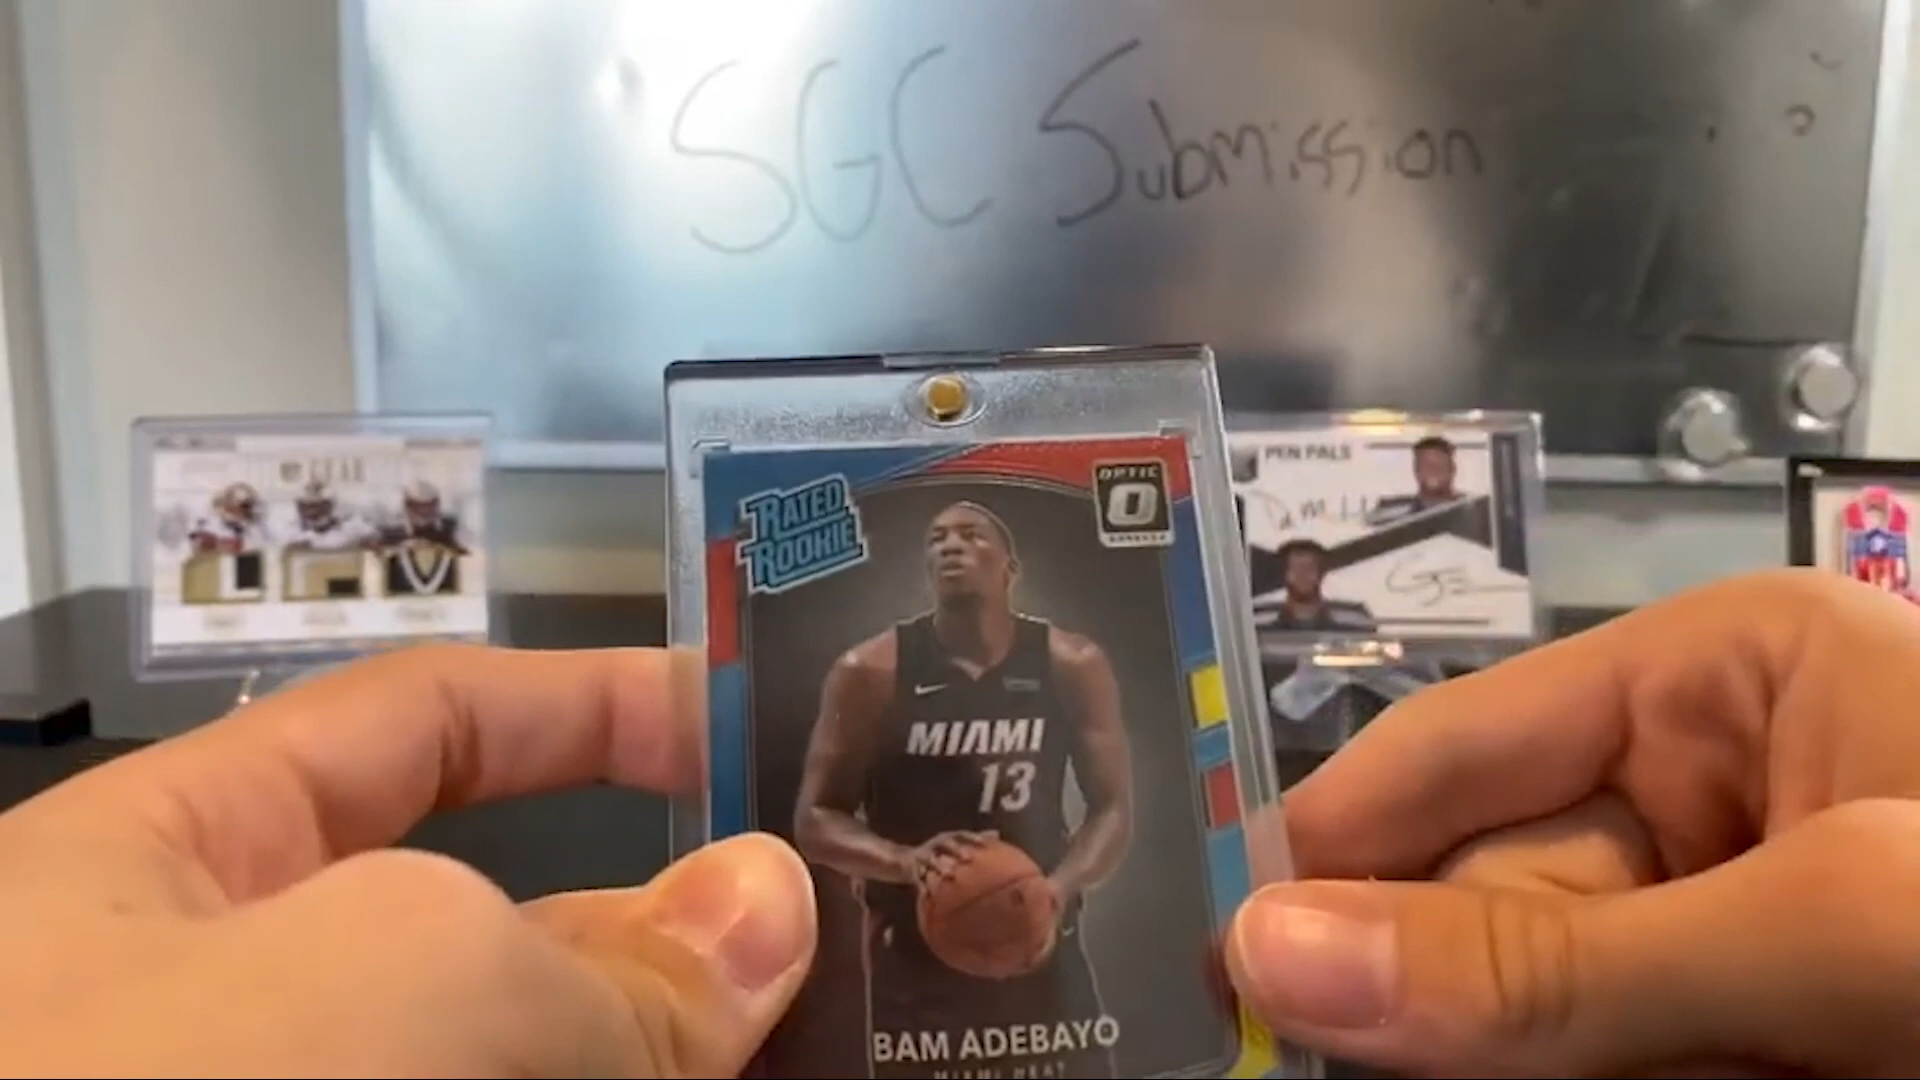 SGC Submission
PEN PALS
RATED
ROOKIE
OPTIC
MIAMI
13
BAM ADEBAYO
MIAMI HEAT